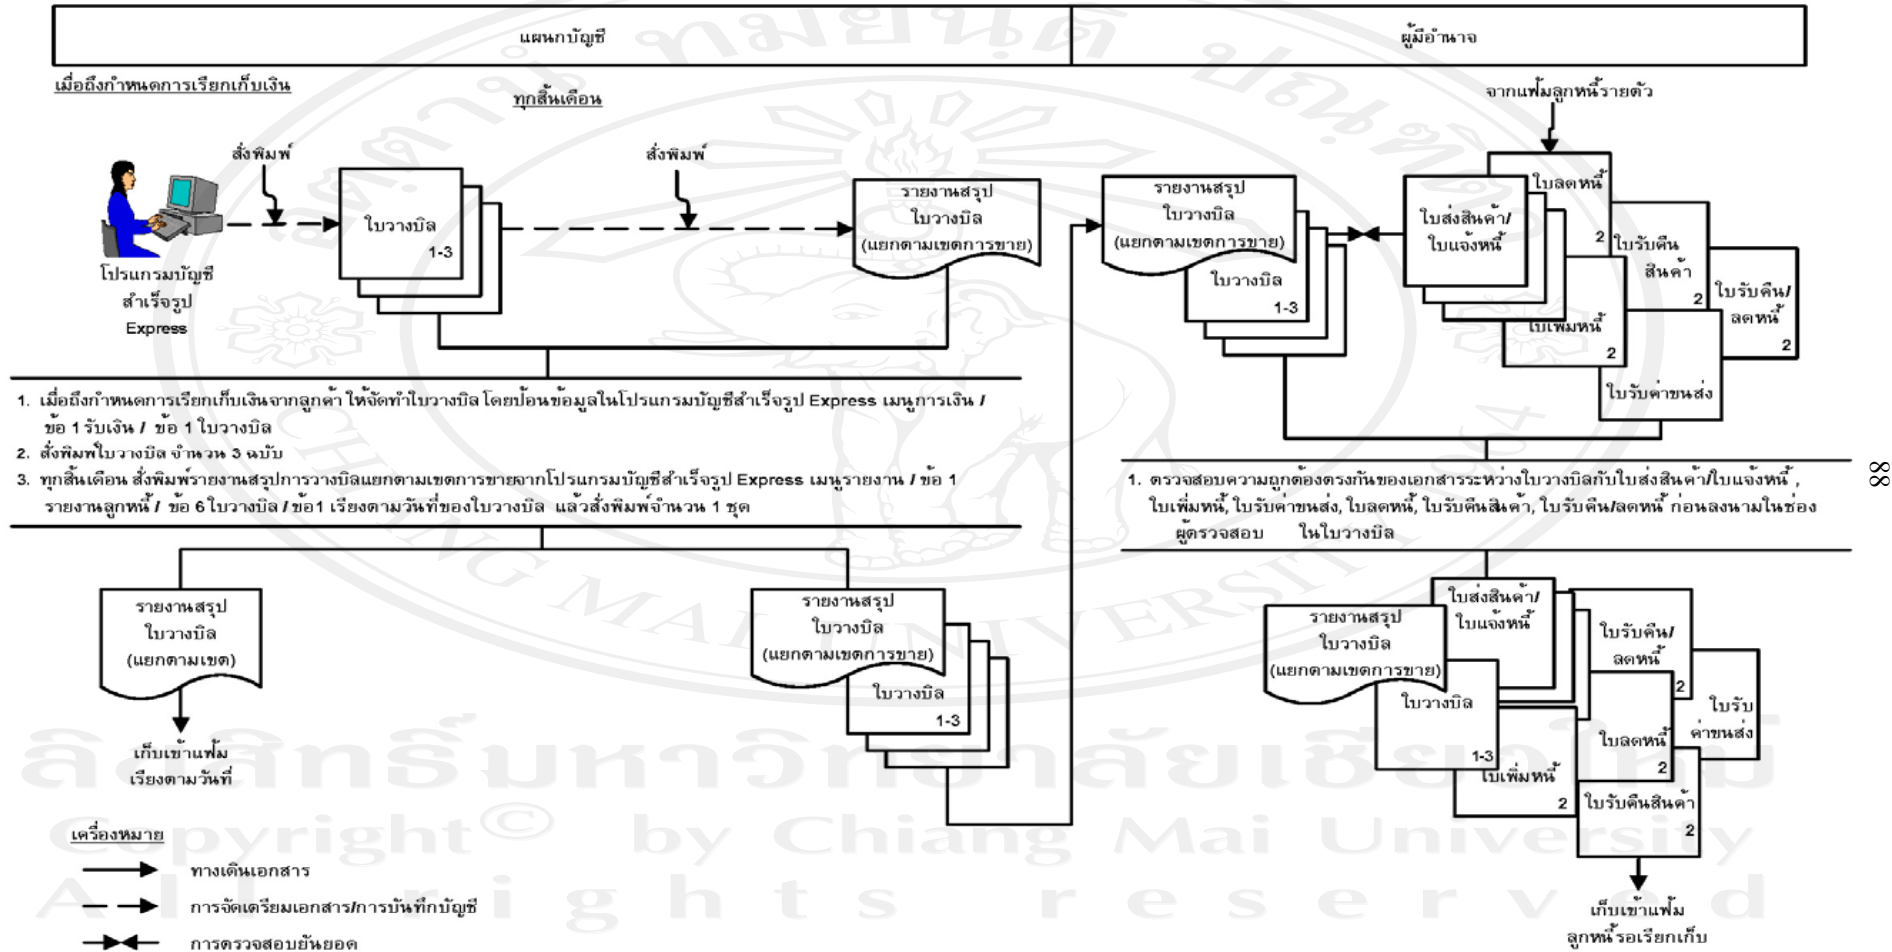 แผนกบัญชี
ผู้มีอำนาจ
เมื่อถึงกำหนดการเรียกเก็บเงิน
ทุกสิ้นเดือน
สั่งพิมพ์
สั่งพิมพ์
โปรแกรมบัญชี
สำเร็จรูป
Express
ใบวางบิล
1-3
รายงานสรุป
ใบวางบิล
(แยกตามเขตการขาย)
1. เมื่อถึงกำหนดการเรียกเก็บเงินจากลูกค้า ให้จัดทำใบวางบิล โดยป้อนข้อมูลในโปรแกรมบัญชีสำเร็จรูป Express เมนูการเงิน /
ข้อ 1 รับเงิน / ข้อ 1 ใบวางบิล
2. สั่งพิมพ์ใบวางบิล จำนวน 3 ฉบับ
3. ทุกสิ้นเดือน สั่งพิมพ์รายงานสรุปการวางบิลแยกตามเขตการขายจากโปรแกรมบัญชีสำเร็จรูป Express เมนูรายงาน / ข้อ 1
รายงานลูกหนี้ / ข้อ 6 ใบวางบิล / ข้อ1 เรียงตามวันที่ของใบวางบิล แล้วสั่งพิมพ์จำนวน 1 ชุด
รายงานสรุป
ใบวางบิล
(แยกตามเขต)
เก็บเข้าแฟ้ม
เรียงตามวันที่
รายงานสรุป
ใบวางบิล
(แยกตามเขตการขาย)
ใบวางบิล
1-3
เครื่องหมาย
ทางเดินเอกสาร
การจัดเตรียมเอกสาร/การบันทึกบัญชี
การตรวจสอบยันยอด
จากแฟ้มลูกหนี้รายตัว
รายงานสรุป
ใบวางบิล
(แยกตามเขตการขาย)
ใบวางบิล
1-3
ใบส่งสินค้า/
ใบแจ้งหนี้
ใบลดหนี้
2
ใบรับคืน
สินค้า
2
ใบรับคืน/
ลดหนี้
2
ใบเพิ่มหนี้
2
ใบรับค่าขนส่ง
1. ตรวจสอบความถูกต้องตรงกันของเอกสารระหว่างใบวางบิลกับใบส่งสินค้า/ใบแจ้งหนี้,
ใบเพิ่มหนี้, ใบรับค่าขนส่ง, ใบลดหนี้, ใบรับคืนสินค้า, ใบรับคืน/ลดหนี้ ก่อนลงนามในช่อง
ผู้ตรวจสอบ ในใบวางบิล
รายงานสรุป
ใบวางบิล
(แยกตามเขตการขาย)
ใบวางบิล
1-3
ใบส่งสินค้า/
ใบแจ้งหนี้
ใบรับคืน/
ลดหนี้
2
ใบรับ
ค่าขนส่ง
ใบลดหนี้
2
ใบเพิ่มหนี้
2
ใบรับคืนสินค้า
2
เก็บเข้าแฟ้ม
ลูกหนี้รอเรียกเก็บ
88
CHIANG MAI UNIVERSITY 1964
ลิขสิทธิ์มหาวิทยาลัยเชียงใหม่
Copyright© by Chiang Mai University
All rights reserved